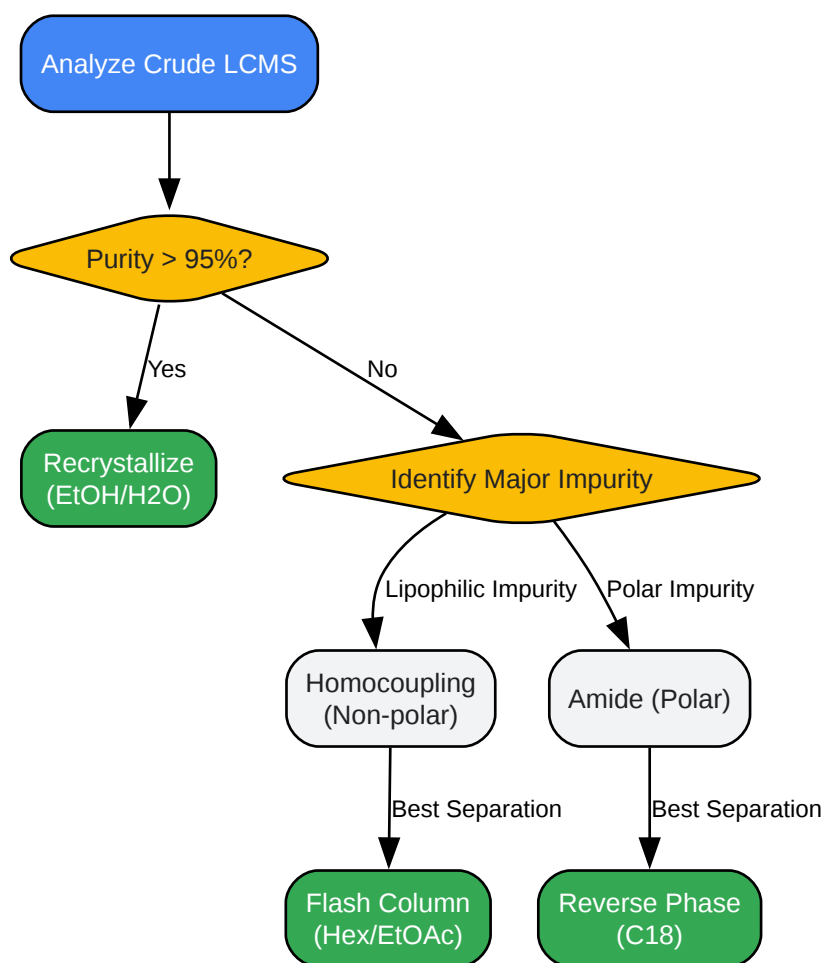 Analyze Crude LCMS
Purity > 95%?
Yes
No
Recrystallize
(EtOH/H2O)
Identify Major Impurity
Lipophilic Impurity
Polar Impurity
Homocoupling
(Non-polar)
Amide (Polar)
Best Separation
Best Separation
Flash Column
(Hex/EtOAc)
Reverse Phase
(C18)